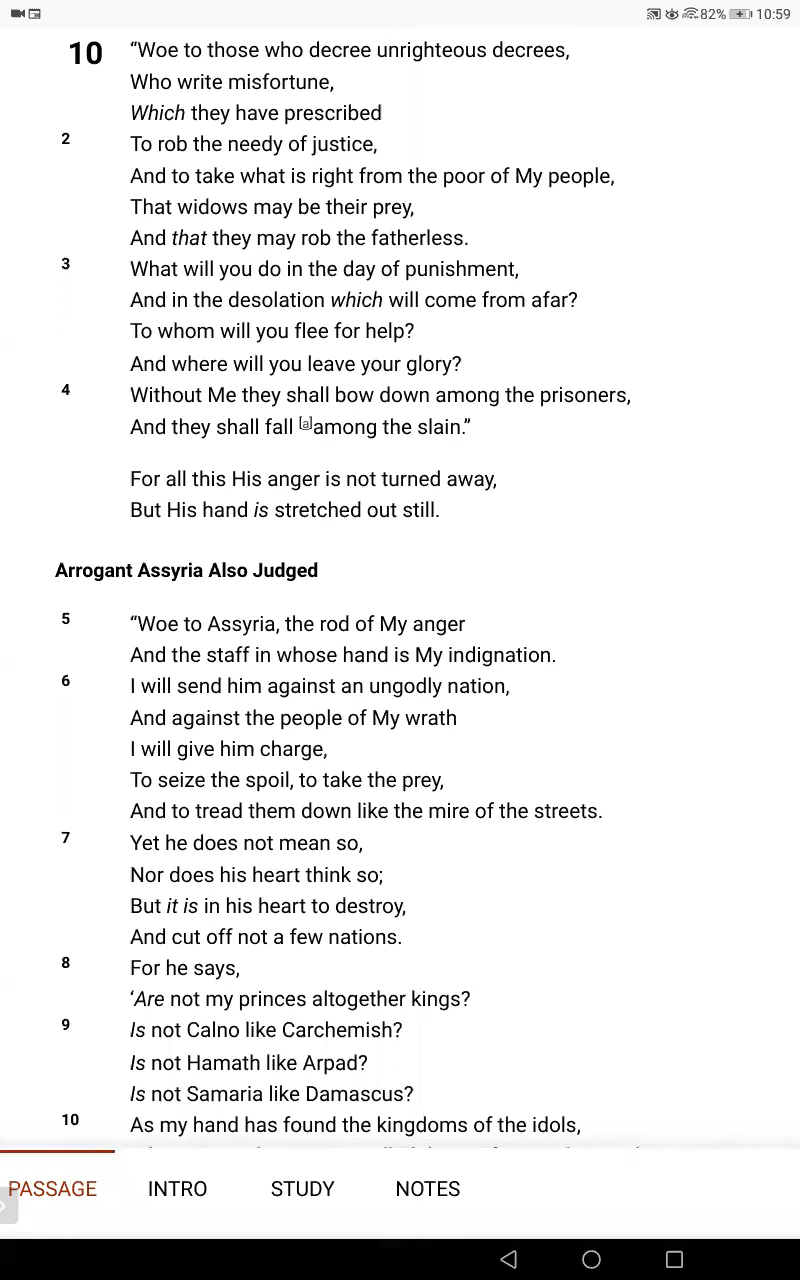 82% 10:59
10 “Woe to those who decree unrighteous decrees,
Who write misfortune,
Which they have prescribed
2 To rob the needy of justice,
And to take what is right from the poor of My people,
That widows may be their prey,
And that they may rob the fatherless.
3 What will you do in the day of punishment,
And in the desolation which will come from afar?
To whom will you flee for help?
And where will you leave your glory?
4 Without Me they shall bow down among the prisoners,
And they shall fall [a]among the slain.”
For all this His anger is not turned away,
But His hand is stretched out still.
Arrogant Assyria Also Judged
5 “Woe to Assyria, the rod of My anger
And the staff in whose hand is My indignation.
6 I will send him against an ungodly nation,
And against the people of My wrath
I will give him charge,
To seize the spoil, to take the prey,
And to tread them down like the mire of the streets.
7 Yet he does not mean so,
Nor does his heart think so;
But it is in his heart to destroy,
And cut off not a few nations.
8 For he says,
‘Are not my princes altogether kings?
9 Is not Calno like Carchemish?
Is not Hamath like Arpad?
Is not Samaria like Damascus?
10 As my hand has found the kingdoms of the idols,
PASSAGE INTRO STUDY NOTES